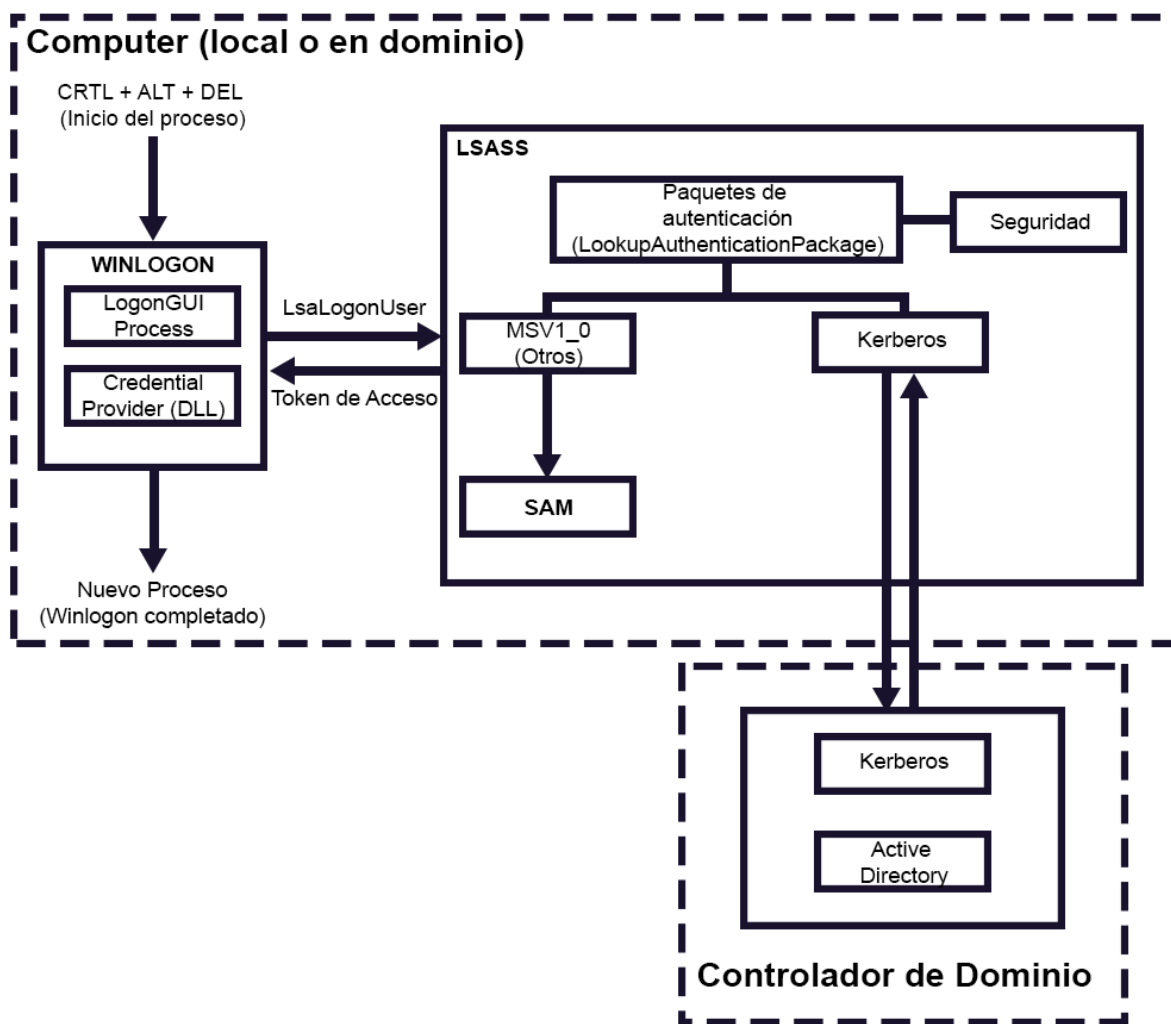 Computer (local o en dominio)
CRTL + ALT + DEL
(Inicio del proceso)
WINLOGON
LogonGUI
Process
Credential
Provider (DLL)
LsaLogonUser
Token de Acceso
Nuevo Proceso
(Winlogon completado)
LSASS
Paquetes de
autenticación
(LookupAuthenticationPackage)
Seguridad
MSV1_0
(Otros)
Kerberos
SAM
Kerberos
Active
Directory
Controlador de Dominio